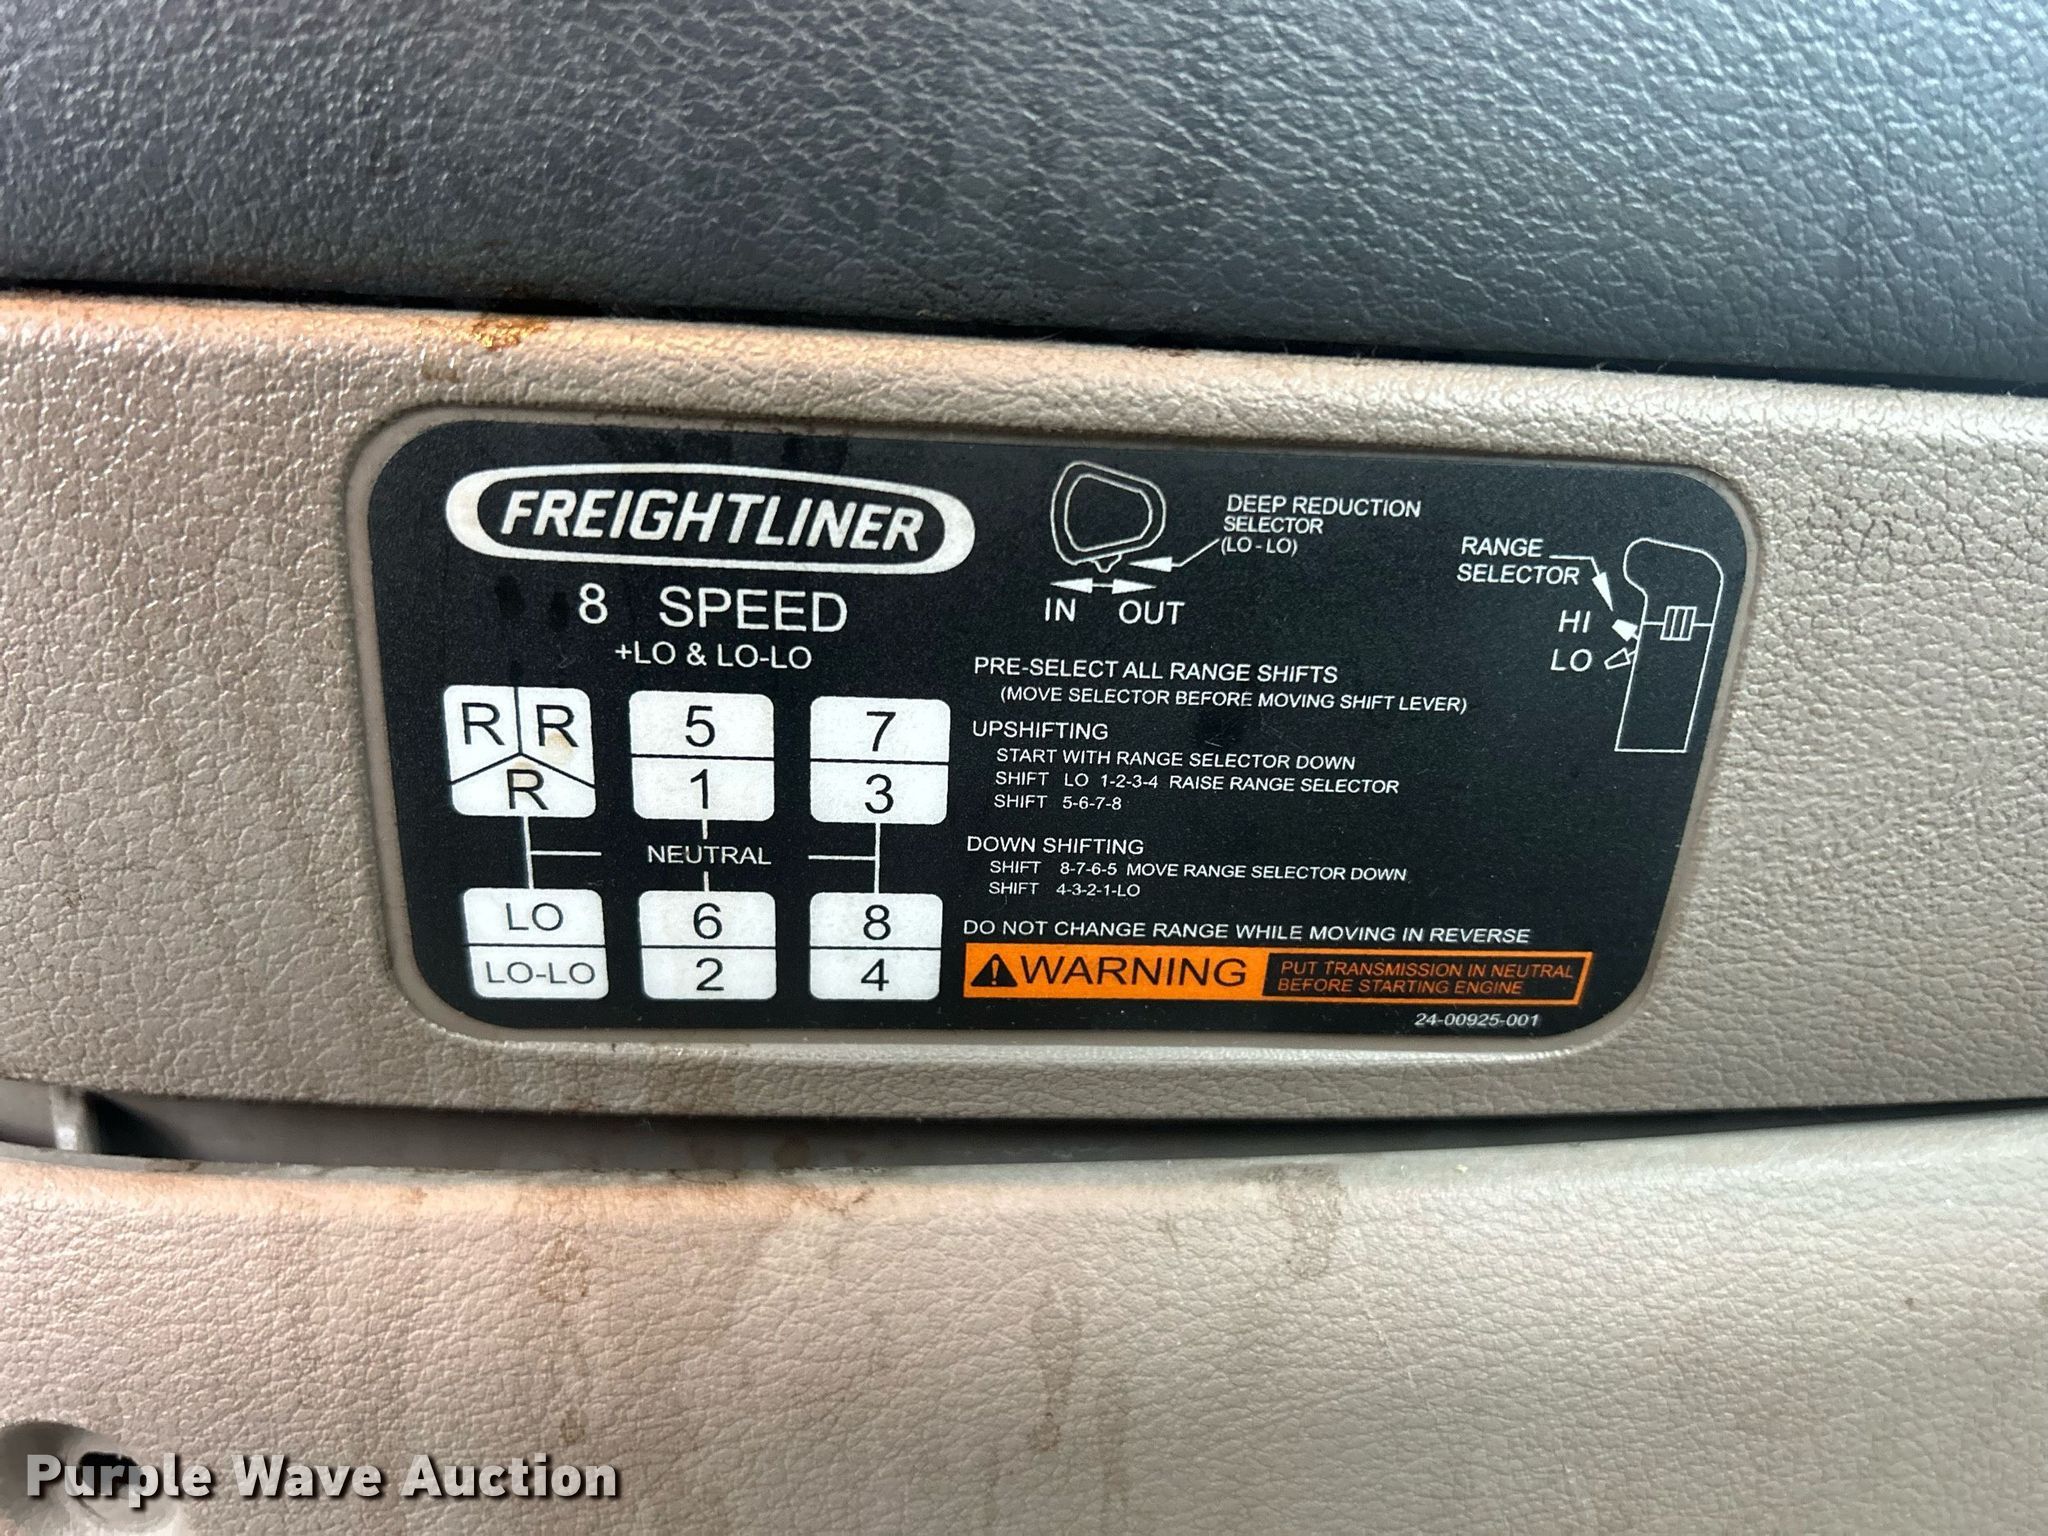 FREIGHTLINER
8 SPEED
+LO & LO-LO
R R
R
5
1
7
3
NEUTRAL
LO
LO-LO
6
2
8
4
DEEP REDUCTION
SELECTOR
(LO - LO)
IN OUT
RANGE
SELECTOR
HI
LO
PRE-SELECT ALL RANGE SHIFTS
(MOVE SELECTOR BEFORE MOVING SHIFT LEVER)
UPSHIFTING
START WITH RANGE SELECTOR DOWN
SHIFT LO 1-2-3-4 RAISE RANGE SELECTOR
SHIFT 5-6-7-8
DOWN SHIFTING
SHIFT 8-7-6-5 MOVE RANGE SELECTOR DOWN
SHIFT 4-3-2-1-LO
DO NOT CHANGE RANGE WHILE MOVING IN REVERSE
WARNING
PUT TRANSMISSION IN NEUTRAL
BEFORE STARTING ENGINE
24-00925-001
Purple Wave Auction